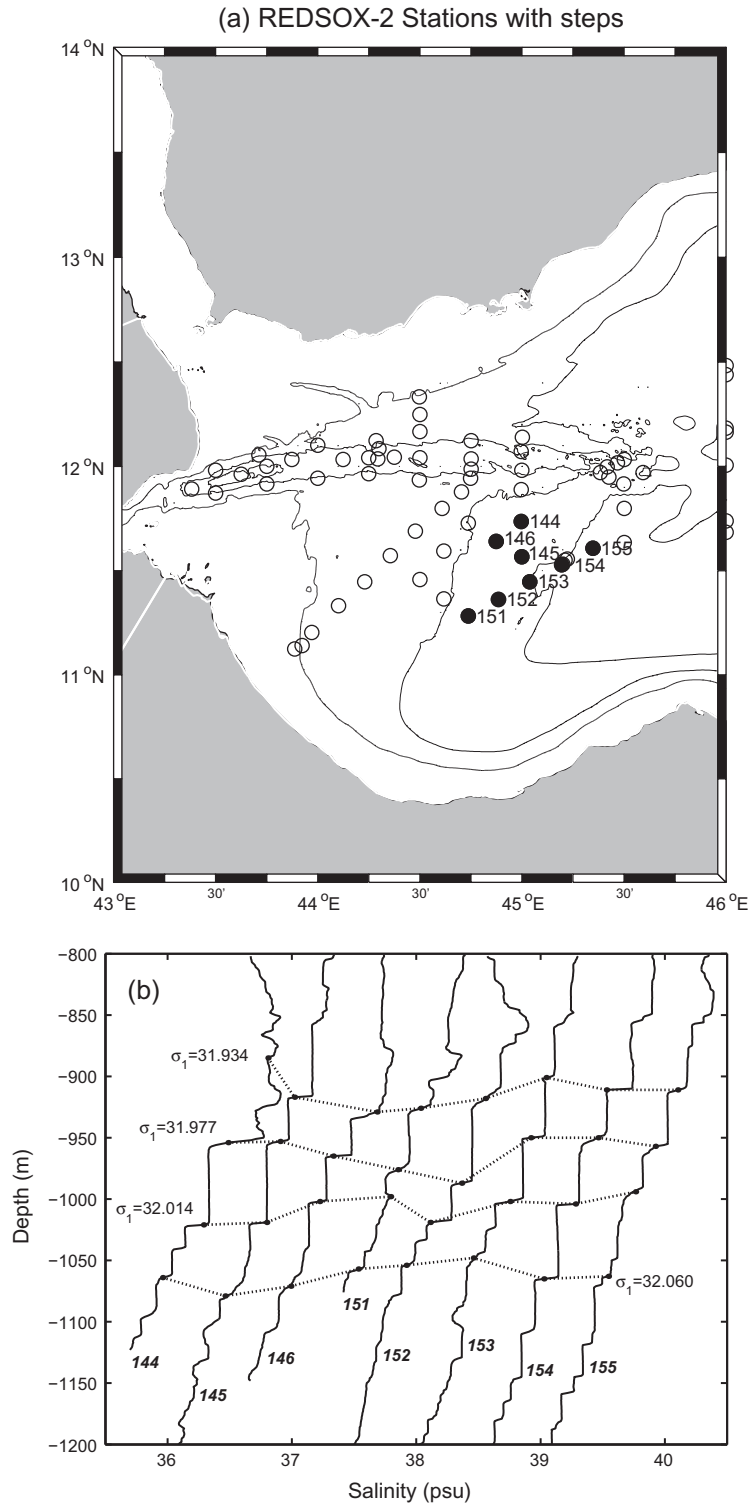 (a) REDSOX-2 Stations with steps
14 °N
13 °N
12 °N
11 °N
10 °N
144
146
145
155
154
153
152
151
43 °E
30'
44 °E
30'
45 °E
30'
46 °E
(b)
−800
−850
−900
−950
−1000
−1050
−1100
−1150
−1200
Depth (m)
σ₁=31.934
σ₁=31.977
σ₁=32.014
σ₁=32.060
144
145
146
151
152
153
154
155
36
37
38
39
40
Salinity (psu)